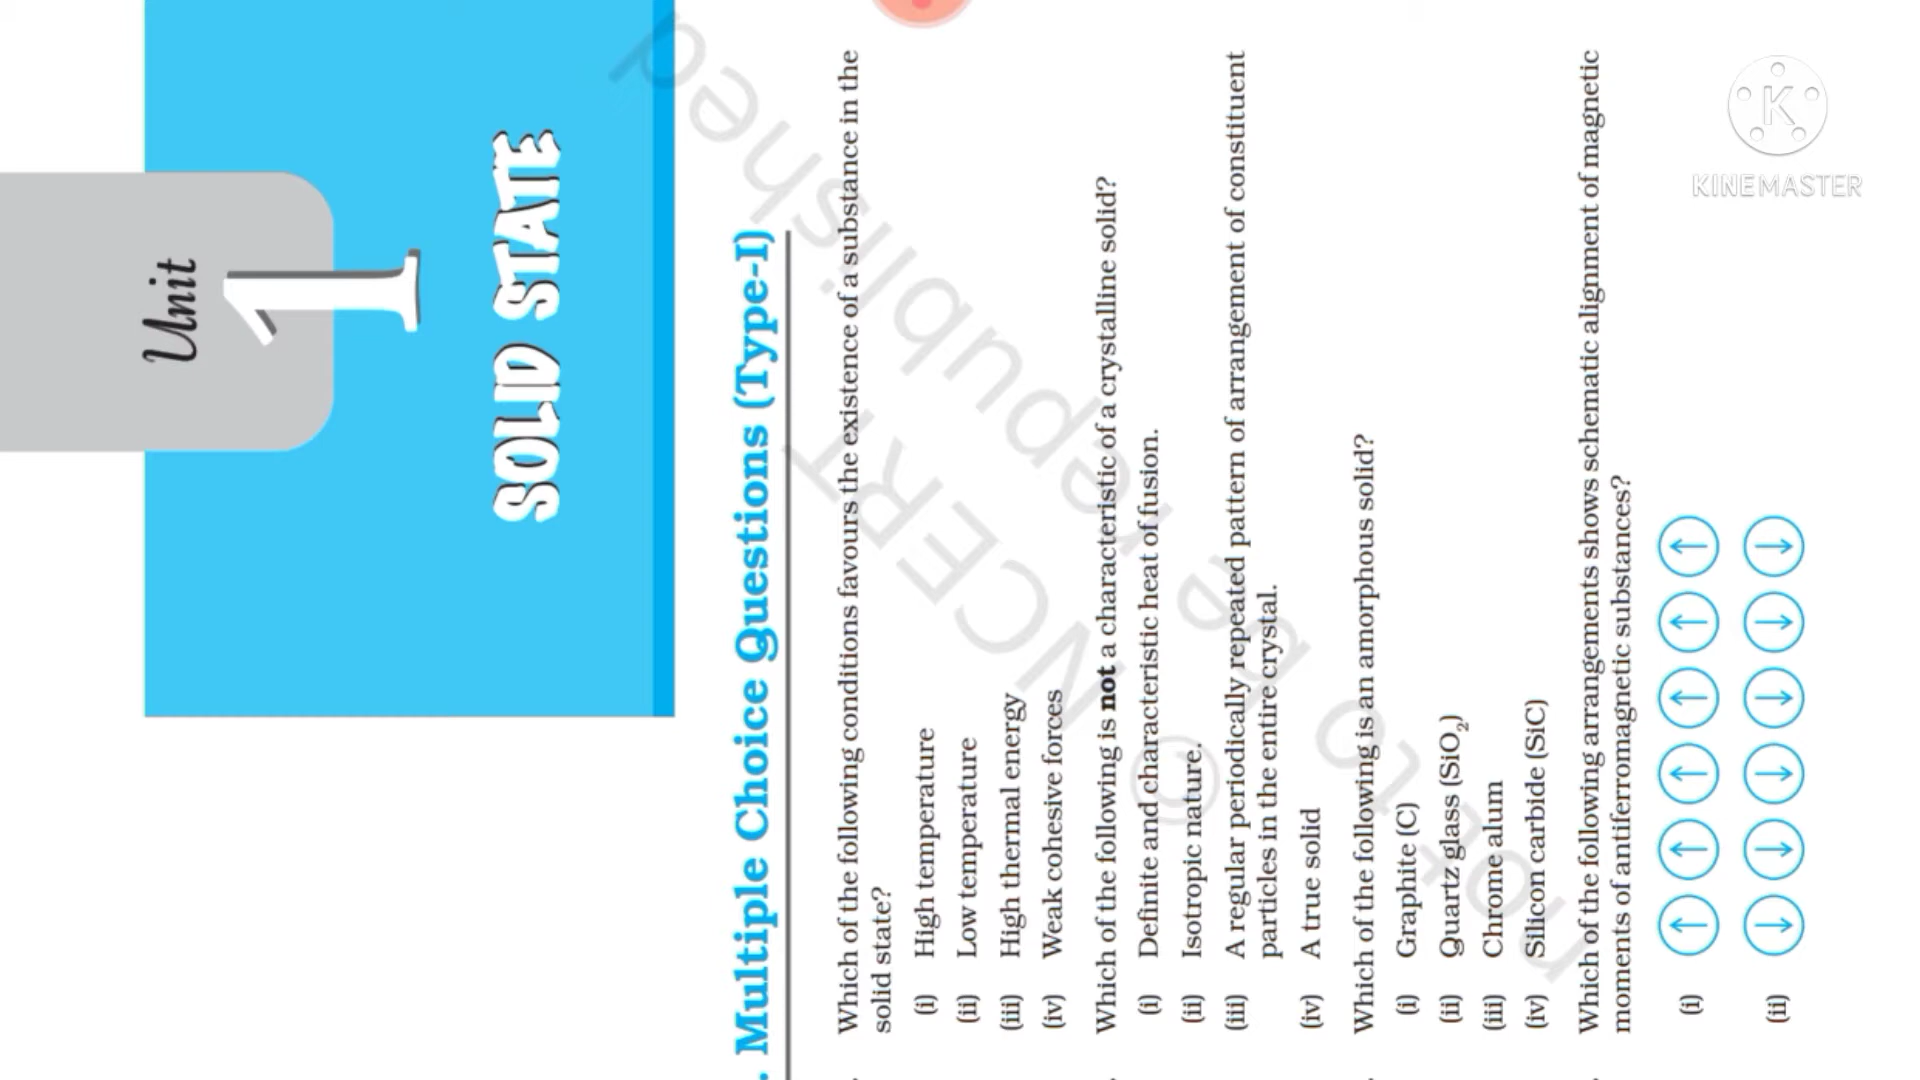 Unit
1
SOLID STATE
. Multiple Choice Questions (Type-I)
. Which of the following conditions favours the existence of a substance in the
solid state?
(i) High temperature
(ii) Low temperature
(iii) High thermal energy
(iv) Weak cohesive forces
. Which of the following is not a characteristic of a crystalline solid?
(i) Definite and characteristic heat of fusion.
(ii) Isotropic nature.
(iii) A regular periodically repeated pattern of arrangement of constituent
particles in the entire crystal.
(iv) A true solid
. Which of the following is an amorphous solid?
(i) Graphite (C)
(ii) Quartz glass (SiO₂)
(iii) Chrome alum
(iv) Silicon carbide (SiC)
. Which of the following arrangements shows schematic alignment of magnetic
moments of antiferromagnetic substances?
(i)
(ii)
© NCERT
not to be republished
K
KINEMASTER